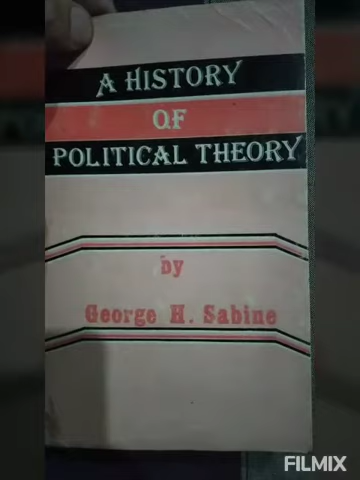 A HISTORY
OF
POLITICAL THEORY
by
George H. Sabine
FILMIX